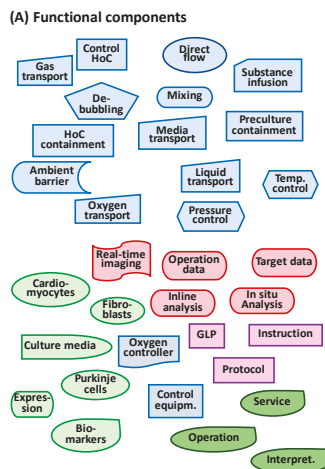 (A) Functional components
Control
HoC
Direct
flow
Gas
transport
Substance
infusion
De-
bubbling
Mixing
Preculture
containment
Media
transport
HoC
containment
Ambient
barrier
Liquid
transport
Temp.
control
Oxygen
transport
Pressure
control
Real-time
imaging
Operation
data
Target data
Cardio-
myocytes
Fibro-
blasts
Inline
analysis
In situ
Analysis
GLP
Instruction
Culture media
Oxygen
controller
Protocol
Purkinje
cells
Expres-
sion
Control
equipm.
Service
Bio-
markers
Operation
Interpret.